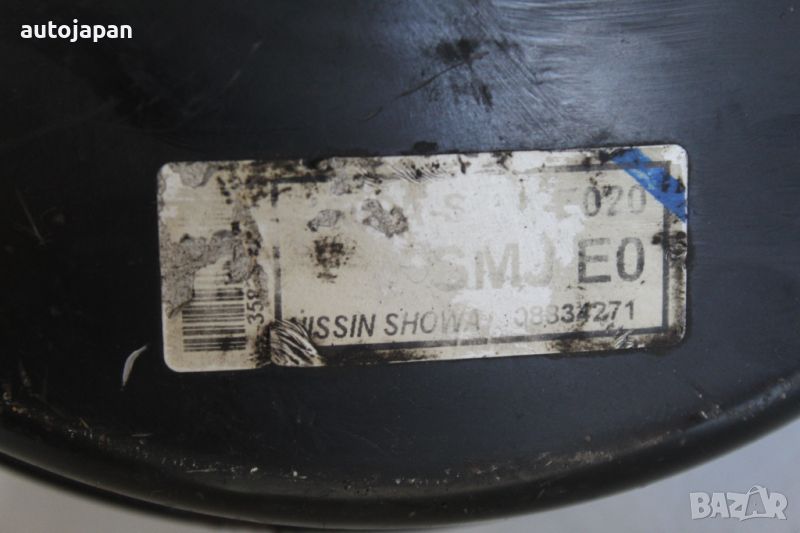 autojapan
020
SMJ E0
NISSIN SHOWA 08834271
BAZAR